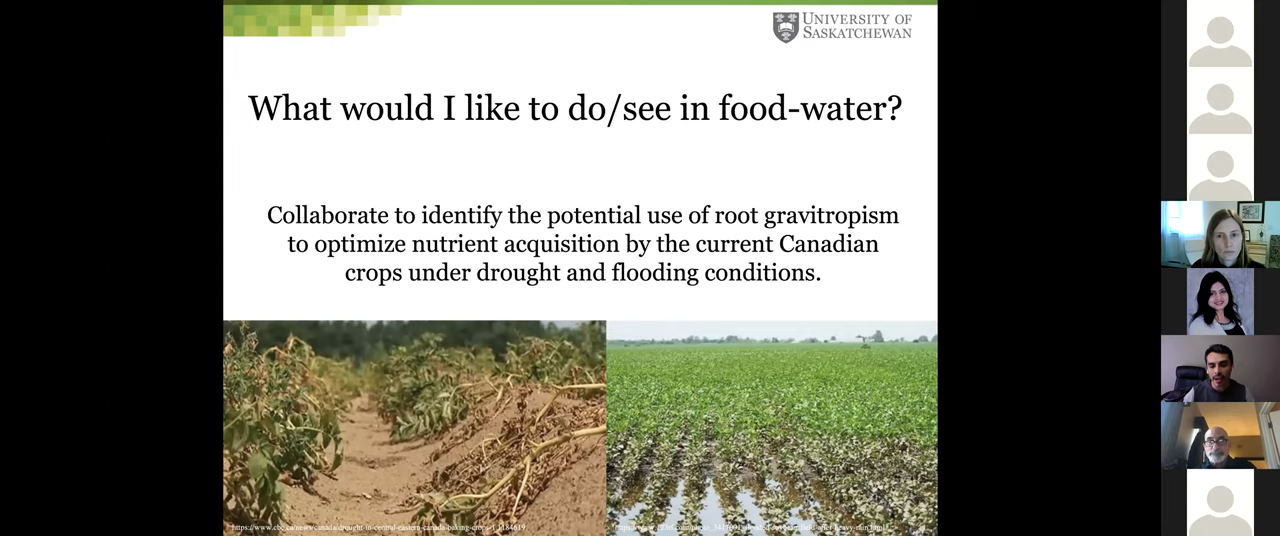 UNIVERSITY OF
SASKATCHEWAN
What would I like to do/see in food-water?
Collaborate to identify the potential use of root gravitropism
to optimize nutrient acquisition by the current Canadian
crops under drought and flooding conditions.